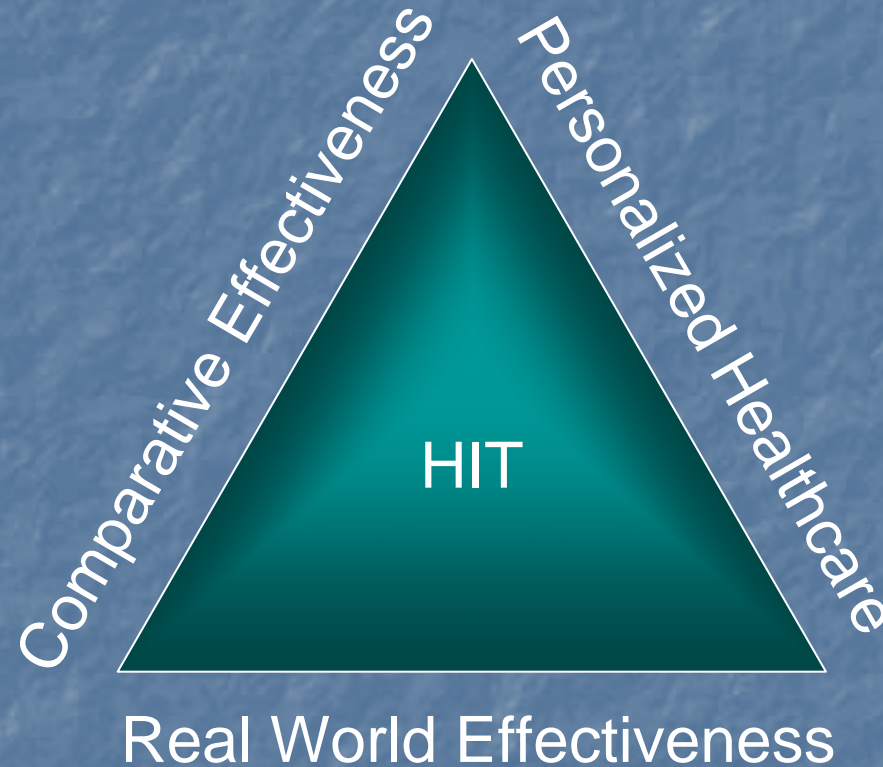 Comparative Effectiveness
Personalized Healthcare
HIT
Real World Effectiveness